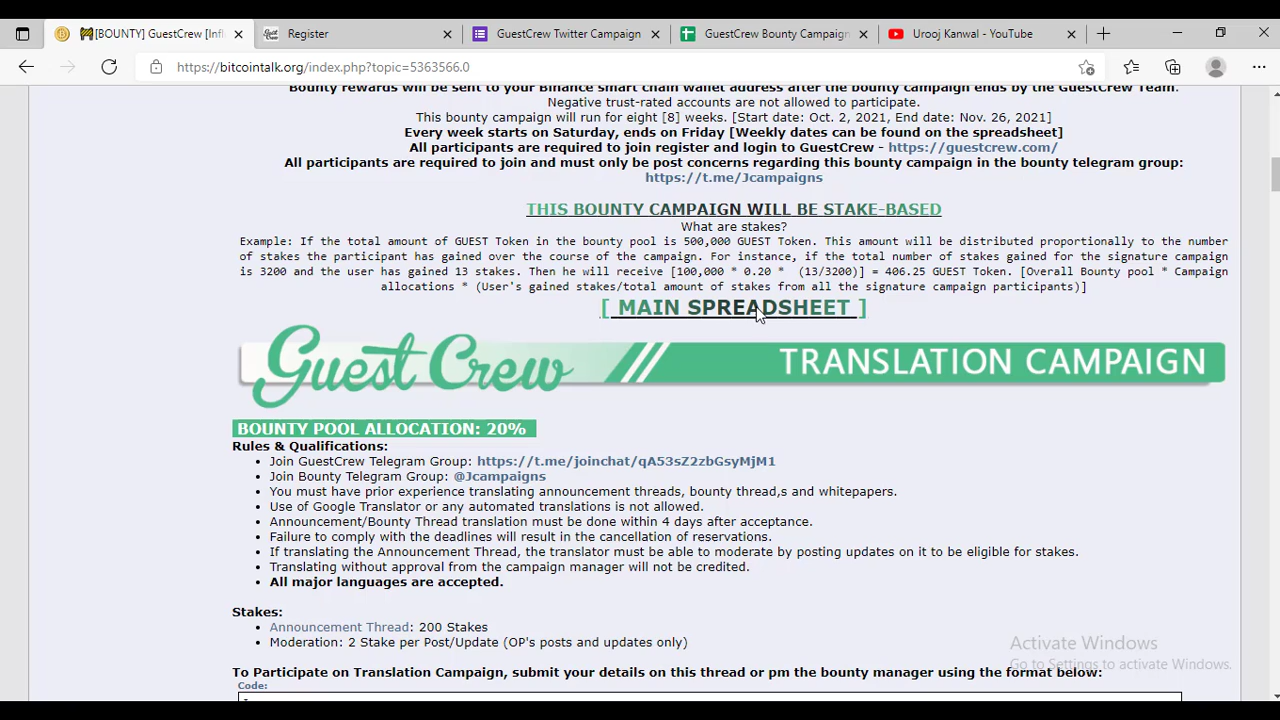 [BOUNTY] GuestCrew [Infl
Register
GuestCrew Twitter Campaign
GuestCrew Bounty Campaign
Urooj Kanwal - YouTube
https://bitcointalk.org/index.php?topic=5363566.0
Bounty rewards will be sent to your Binance smart chain wallet address after the bounty campaign ends by the GuestCrew Team.
Negative trust-rated accounts are not allowed to participate.
This bounty campaign will run for eight [8] weeks. [Start date: Oct. 2, 2021, End date: Nov. 26, 2021]
Every week starts on Saturday, ends on Friday [Weekly dates can be found on the spreadsheet]
All participants are required to join register and login to GuestCrew - https://guestcrew.com/
All participants are required to join and must only be post concerns regarding this bounty campaign in the bounty telegram group:
https://t.me/Jcampaigns
THIS BOUNTY CAMPAIGN WILL BE STAKE-BASED
What are stakes?
Example: If the total amount of GUEST Token in the bounty pool is 500,000 GUEST Token. This amount will be distributed proportionally to the number
of stakes the participant has gained over the course of the campaign. For instance, if the total number of stakes gained for the signature campaign
is 3200 and the user has gained 13 stakes. Then he will receive [100,000 * 0.20 * (13/3200)] = 406.25 GUEST Token. [Overall Bounty pool * Campaign
allocations * (User's gained stakes/total amount of stakes from all the signature campaign participants)]
[ MAIN SPREADSHEET ]
Guest Crew // TRANSLATION CAMPAIGN
BOUNTY POOL ALLOCATION: 20%
Rules & Qualifications:
• Join GuestCrew Telegram Group: https://t.me/joinchat/qA53sZ2zbGsyMjM1
• Join Bounty Telegram Group: @Jcampaigns
• You must have prior experience translating announcement threads, bounty thread,s and whitepapers.
• Use of Google Translator or any automated translations is not allowed.
• Announcement/Bounty Thread translation must be done within 4 days after acceptance.
• Failure to comply with the deadlines will result in the cancellation of reservations.
• If translating the Announcement Thread, the translator must be able to moderate by posting updates on it to be eligible for stakes.
• Translating without approval from the campaign manager will not be credited.
• All major languages are accepted.
Stakes:
• Announcement Thread: 200 Stakes
• Moderation: 2 Stake per Post/Update (OP's posts and updates only)
Activate Windows
Go to Settings to activate Windows.
To Participate on Translation Campaign, submit your details on this thread or pm the bounty manager using the format below:
Code: